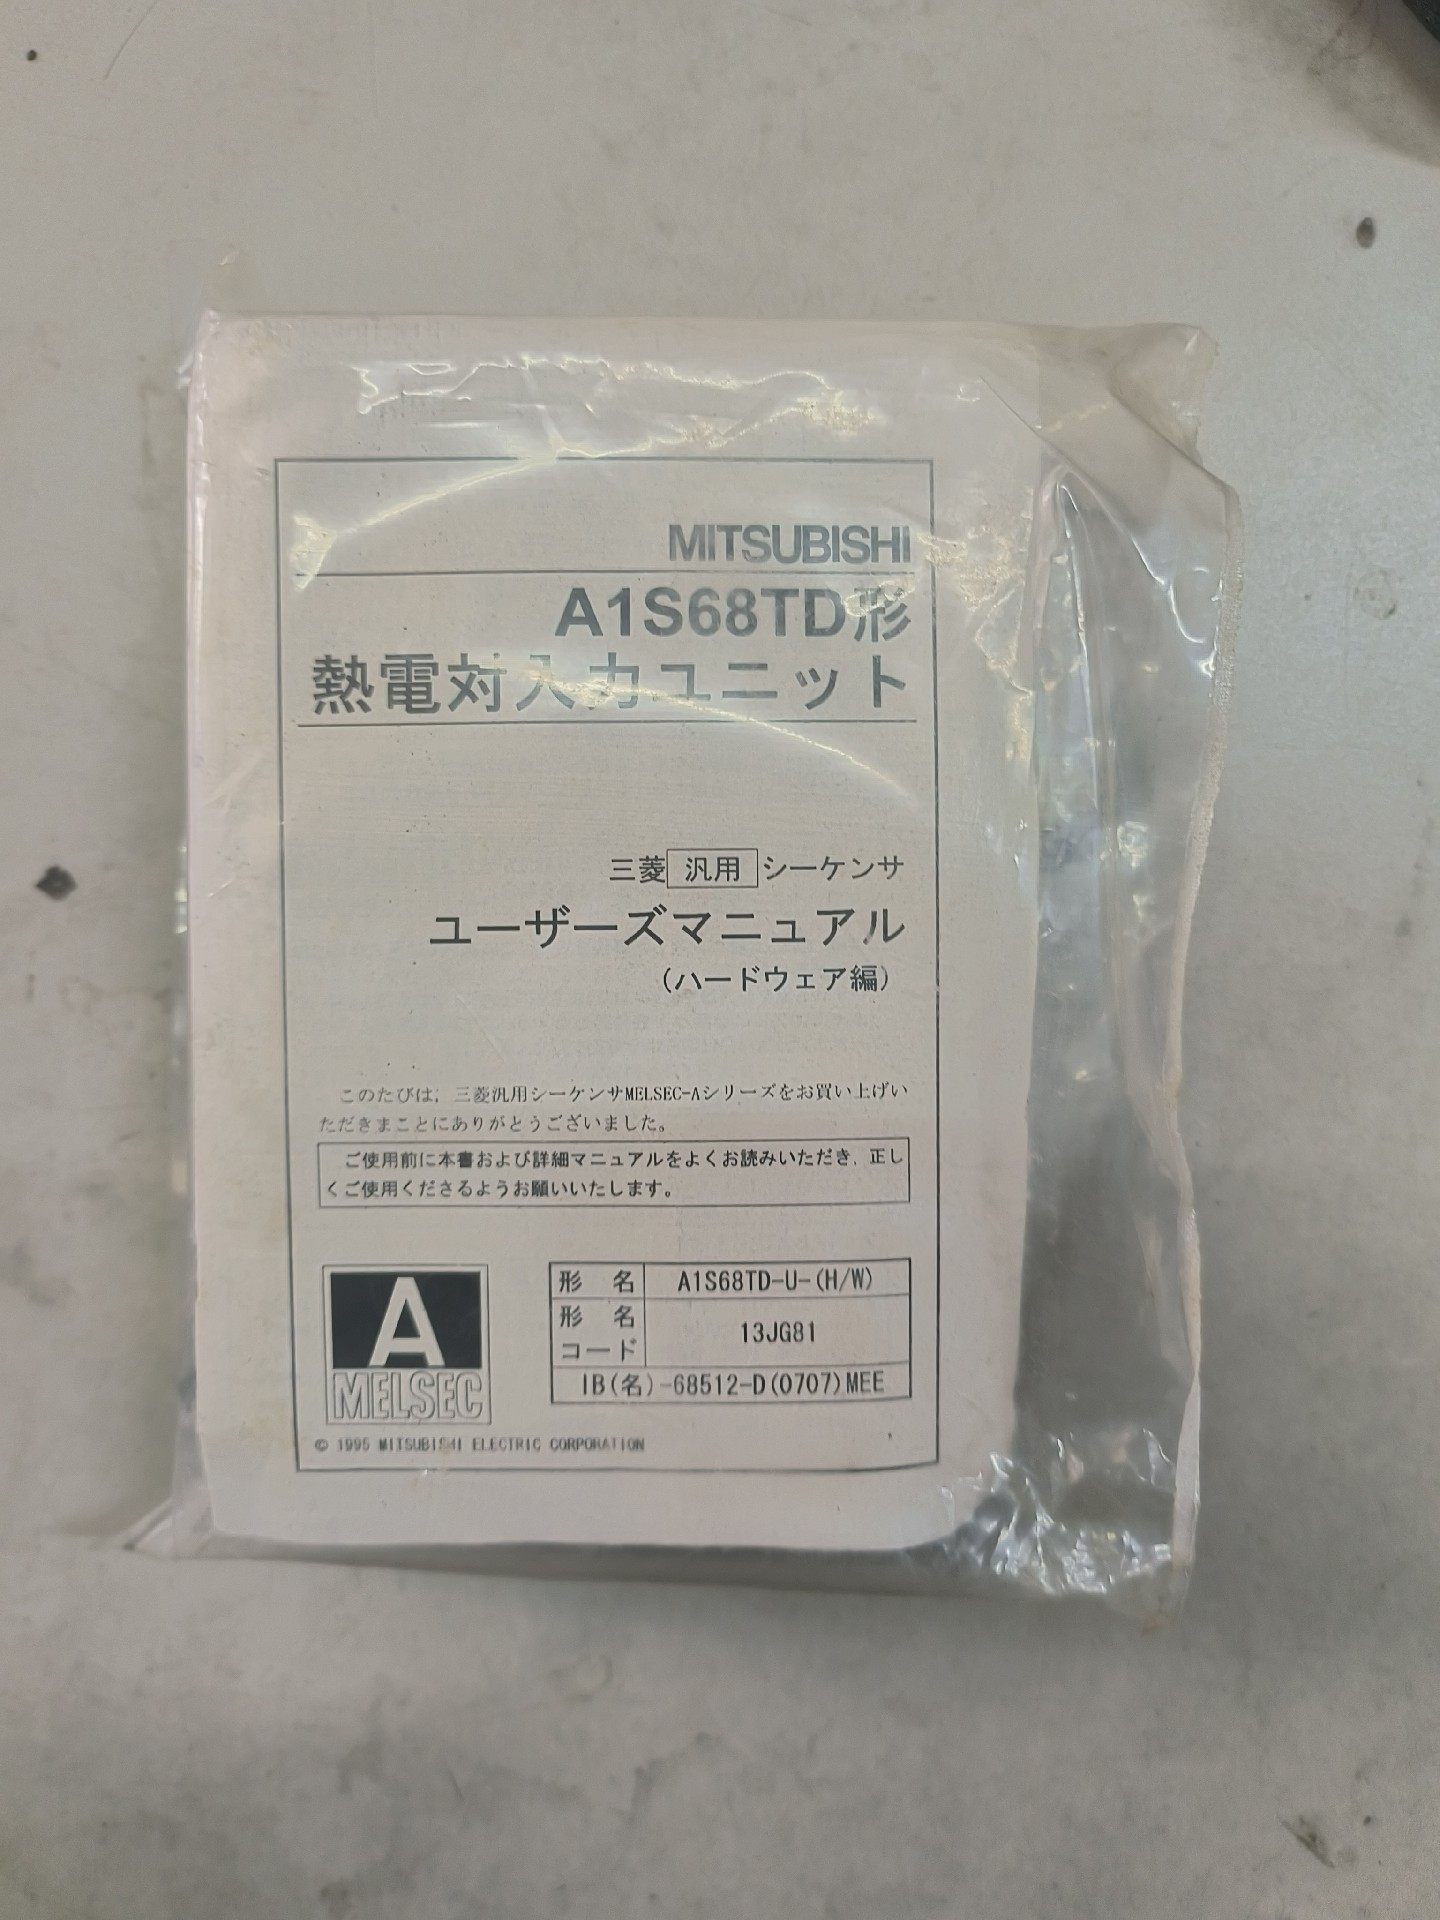 MITSUBISHI
A1S68TD形
熱電対入力ユニット
三菱 汎用 シーケンサ
ユーザーズマニュアル
（ハードウェア編）
このたびは，三菱汎用シーケンサMELSEC-Aシリーズをお買い上げい
ただきまことにありがとうございました。
ご使用前に本書および詳細マニュアルをよくお読みいただき、正し
くご使用くださるようお願いいたします。
A
MELSEC
形 名 A1S68TD-U-(H/W)
形 名
コード 13JG81
IB(名)-68512-D(0707)MEE
© 1995 MITSUBISHI ELECTRIC CORPORATION